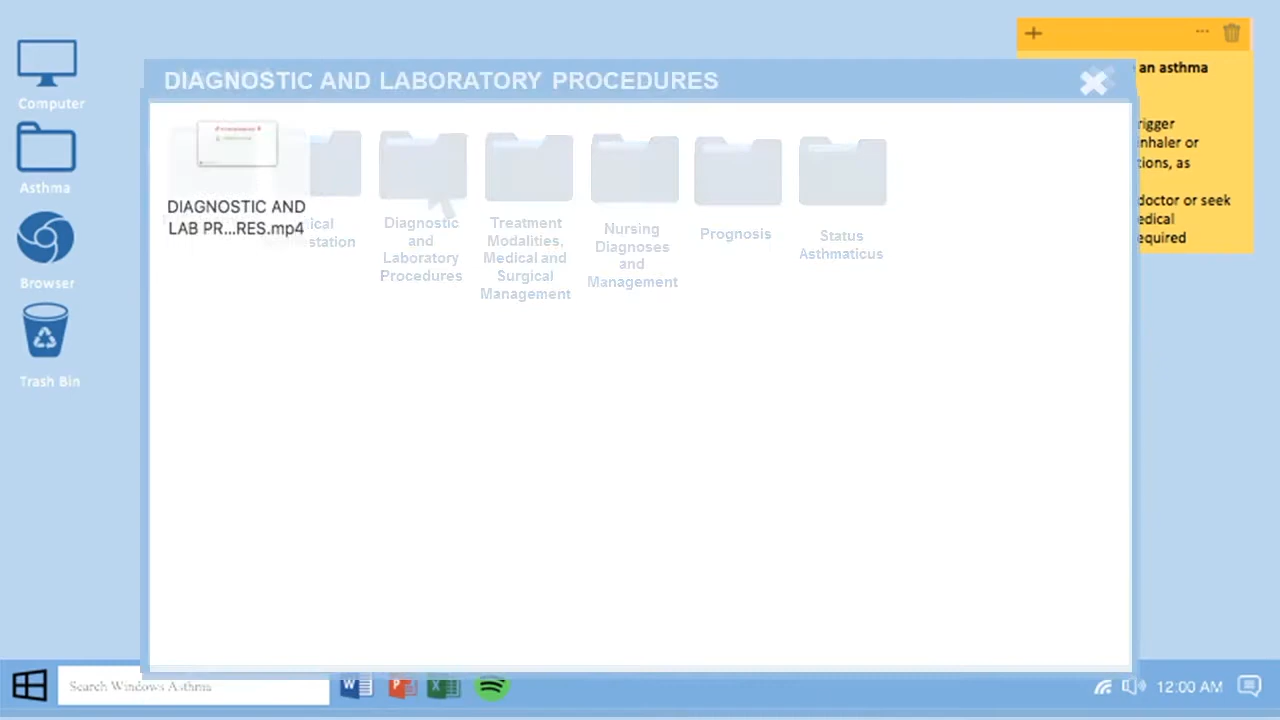 Computer
Asthma
Browser
Trash Bin
DIAGNOSTIC AND LABORATORY PROCEDURES
DIAGNOSTIC AND
LAB PR...RES.mp4
ical
station
Diagnostic
and
Laboratory
Procedures
Treatment
Modalities,
Medical and
Surgical
Management
Nursing
Diagnoses
and
Management
Prognosis
Status
Asthmaticus
an asthma
rigger
nhaler or
tions, as
doctor or seek
edical
equired
Search Windows Asthma
12:00 AM